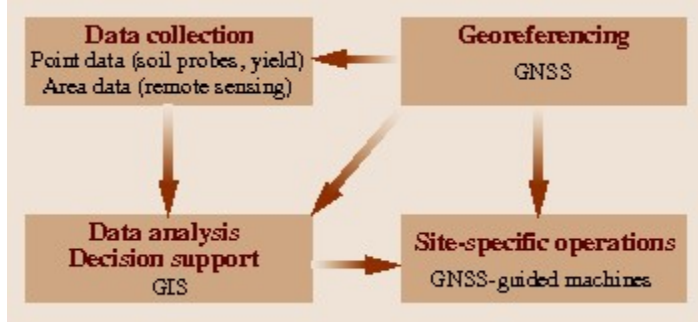 Data collection
Point data (soil probes, yield)
Area data (remote sensing)
Georeferencing
GNSS
Data analysis
Decision support
GIS
Site-specific operations
GNSS-guided machines